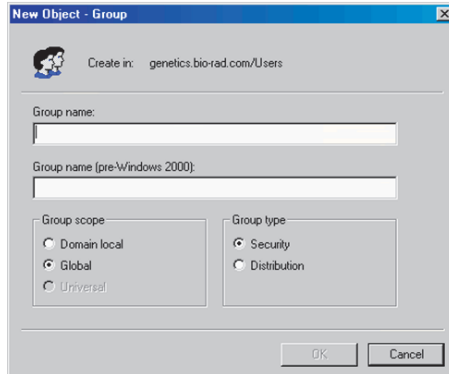 New Object - Group
Create in: genetics.bio-rad.com/Users
Group name:
Group name (pre-Windows 2000):
Group scope
Domain local
Global
Universal
Group type
Security
Distribution
OK
Cancel